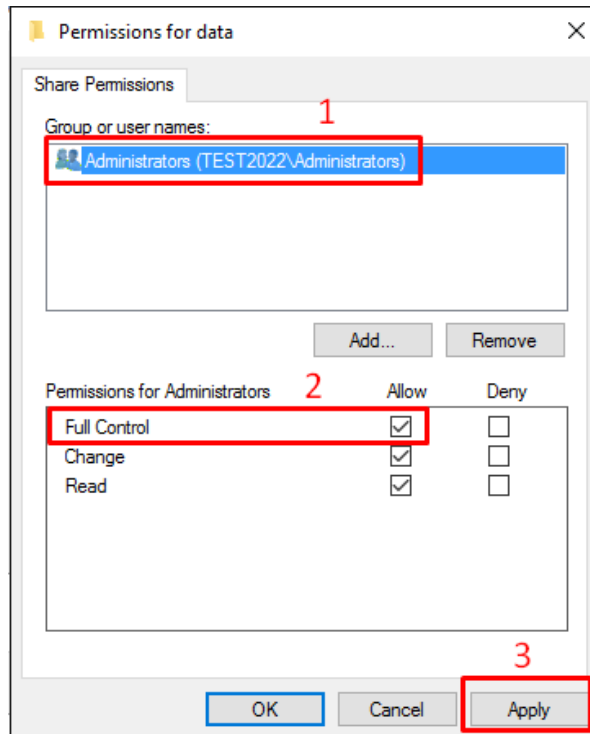 Permissions for data
Share Permissions
1
Group or user names:
Administrators (TEST2022\Administrators)
Add... Remove
Permissions for Administrators 2 Allow Deny
Full Control
Change
Read
3
OK Cancel Apply